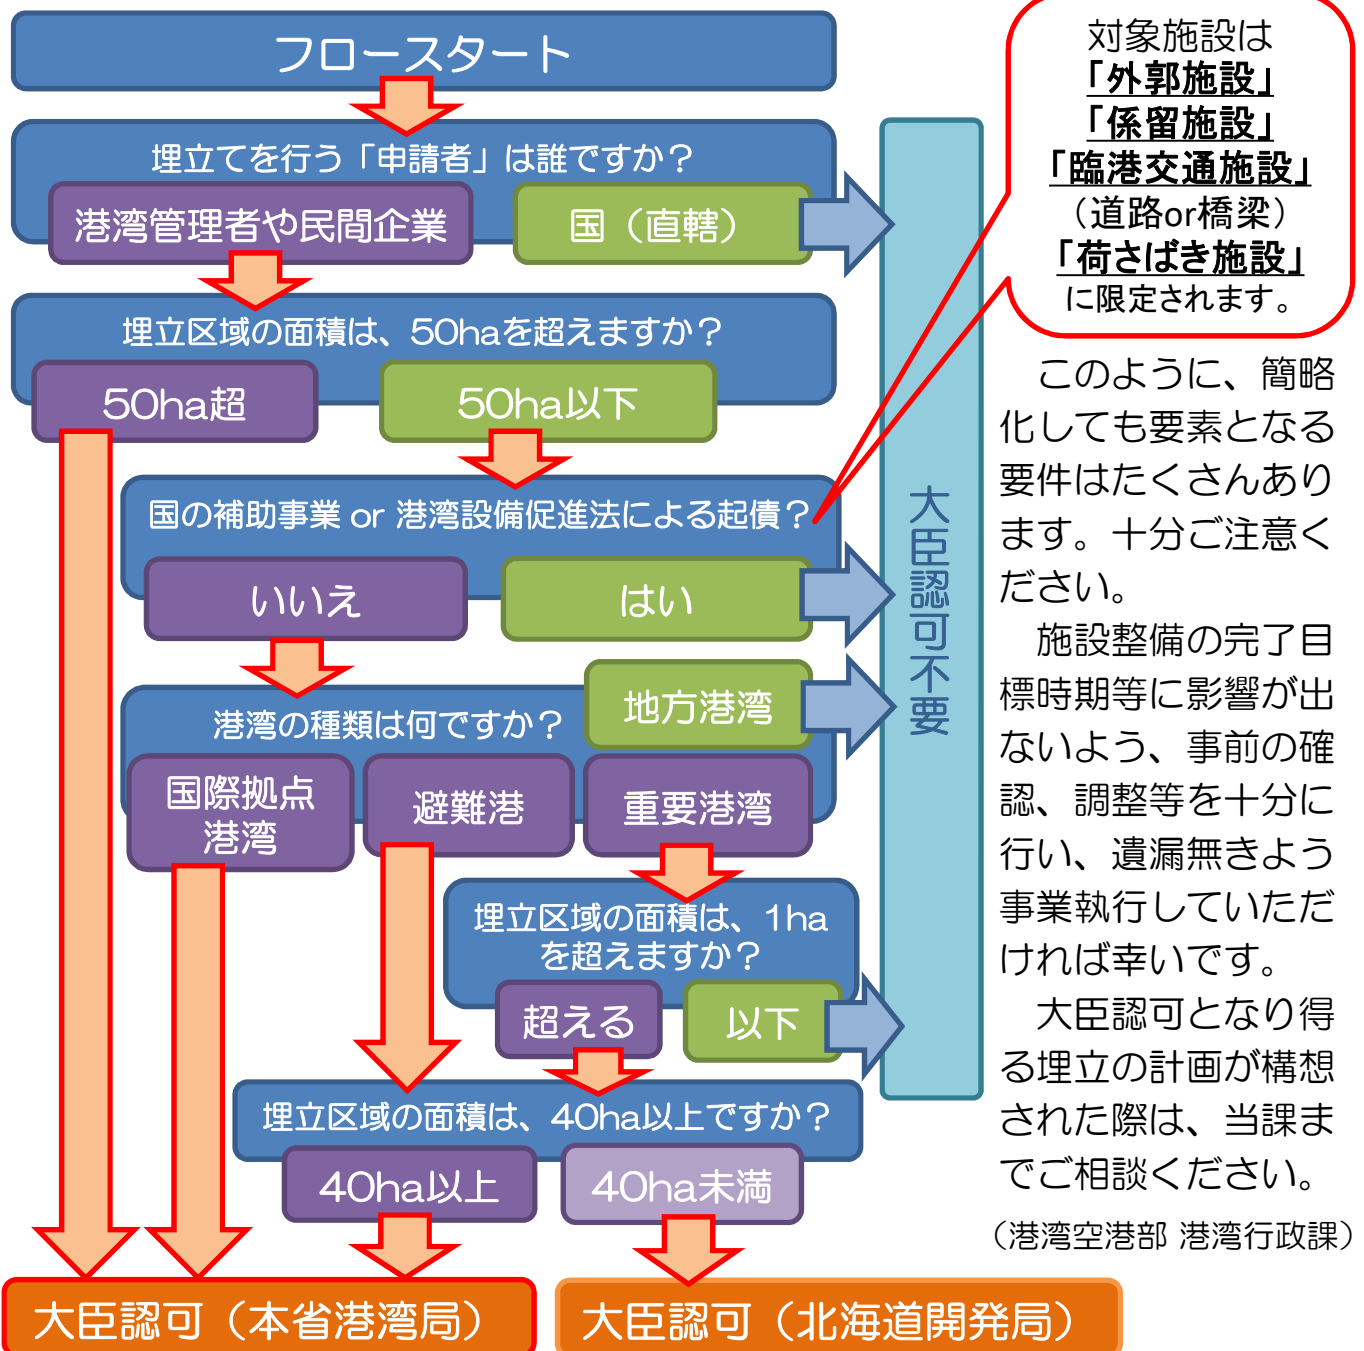 フロースタート
埋立てを行う「申請者」は誰ですか？
港湾管理者や民間企業
国（直轄）
埋立区域の面積は、50haを超えますか？
50ha超
50ha以下
国の補助事業 or 港湾設備促進法による起債？
いいえ
はい
地方港湾
港湾の種類は何ですか？
国際拠点
港湾
避難港
重要港湾
埋立区域の面積は、1ha
を超えますか？
超える
以下
埋立区域の面積は、40ha以上ですか？
40ha以上
40ha未満
大臣認可（本省港湾局）
大臣認可（北海道開発局）
大臣認可不要
対象施設は
「外郭施設」
「係留施設」
「臨港交通施設」
（道路or橋梁）
「荷さばき施設」
に限定されます。
このように、簡略
化しても要素となる
要件はたくさんあり
ます。十分ご注意く
ださい。
施設整備の完了目
標時期等に影響が出
ないよう、事前の確
認、調整等を十分に
行い、遺漏無きよう
事業執行していただ
ければ幸いです。
大臣認可となり得
る埋立の計画が構想
された際は、当課ま
でご相談ください。
（港湾空港部 港湾行政課）